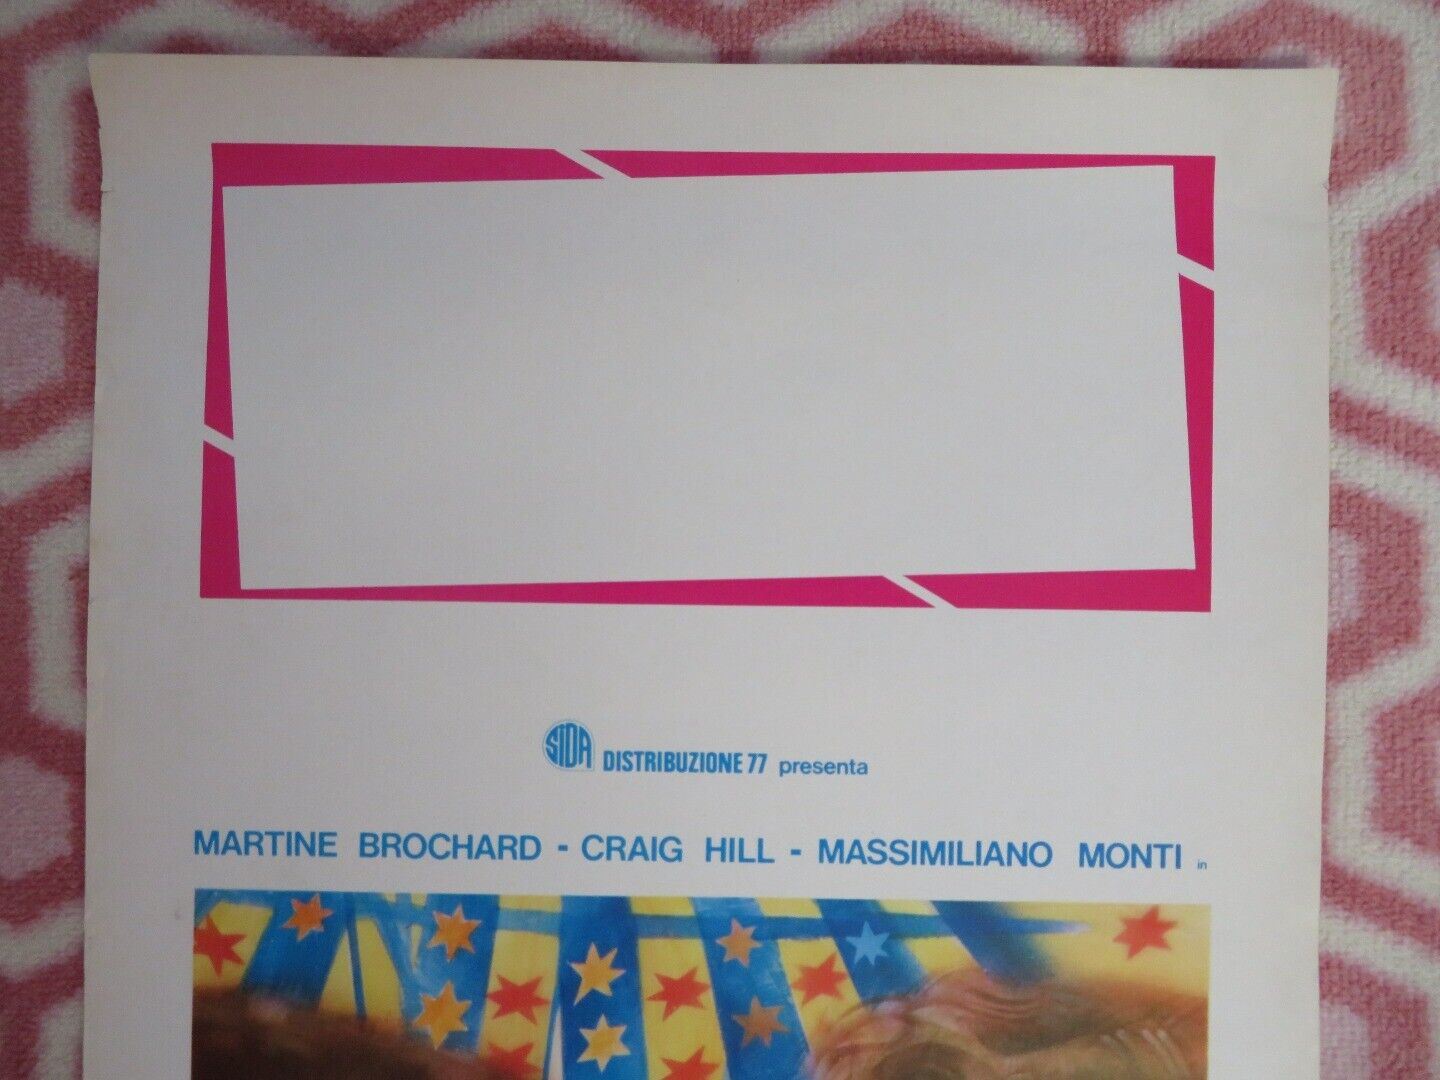 SIDA DISTRIBUZIONE 77 presenta
MARTINE BROCHARD - CRAIG HILL - MASSIMILIANO MONTI in